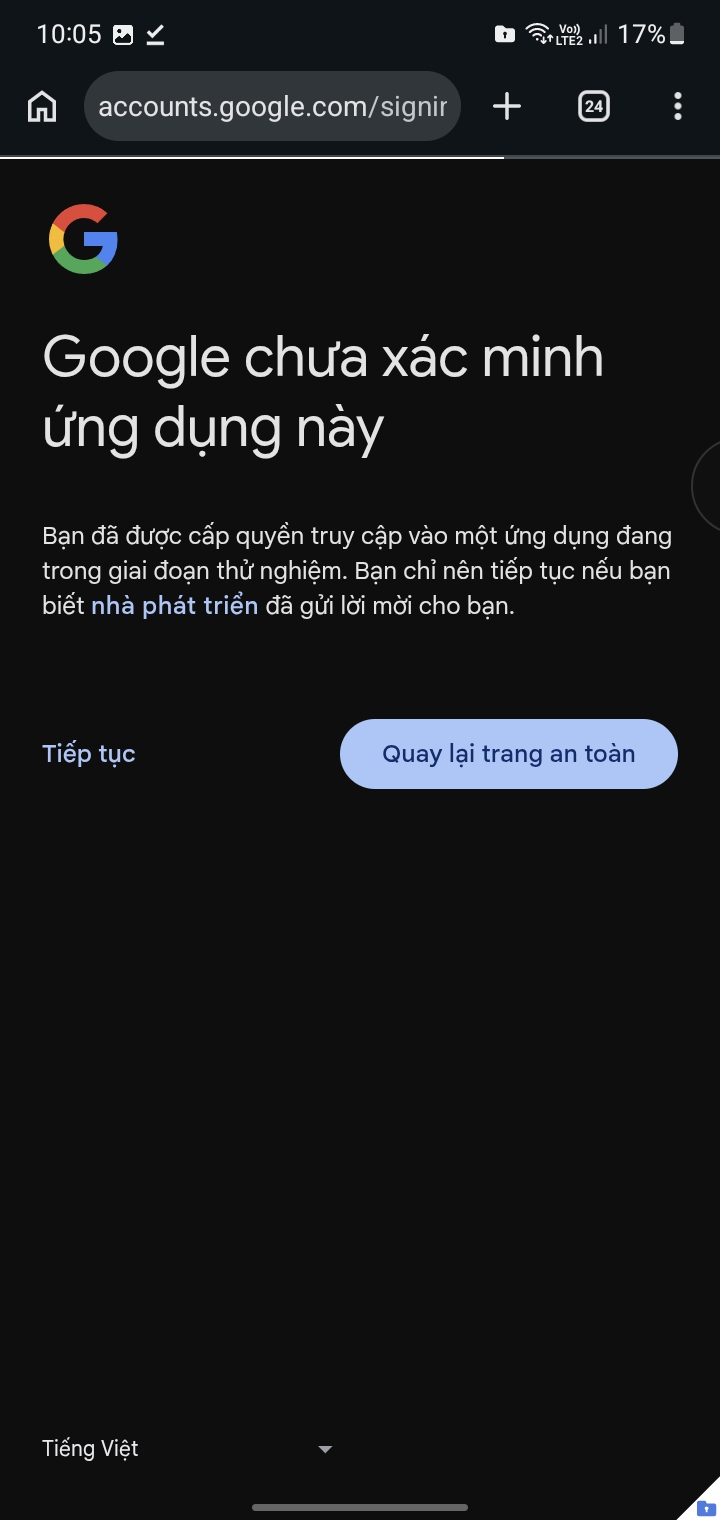 10:05
Vo))
LTE2
17%
accounts.google.com/signin
24
Google chưa xác minh
ứng dụng này
Bạn đã được cấp quyền truy cập vào một ứng dụng đang
trong giai đoạn thử nghiệm. Bạn chỉ nên tiếp tục nếu bạn
biết nhà phát triển đã gửi lời mời cho bạn.
Tiếp tục
Quay lại trang an toàn
Tiếng Việt